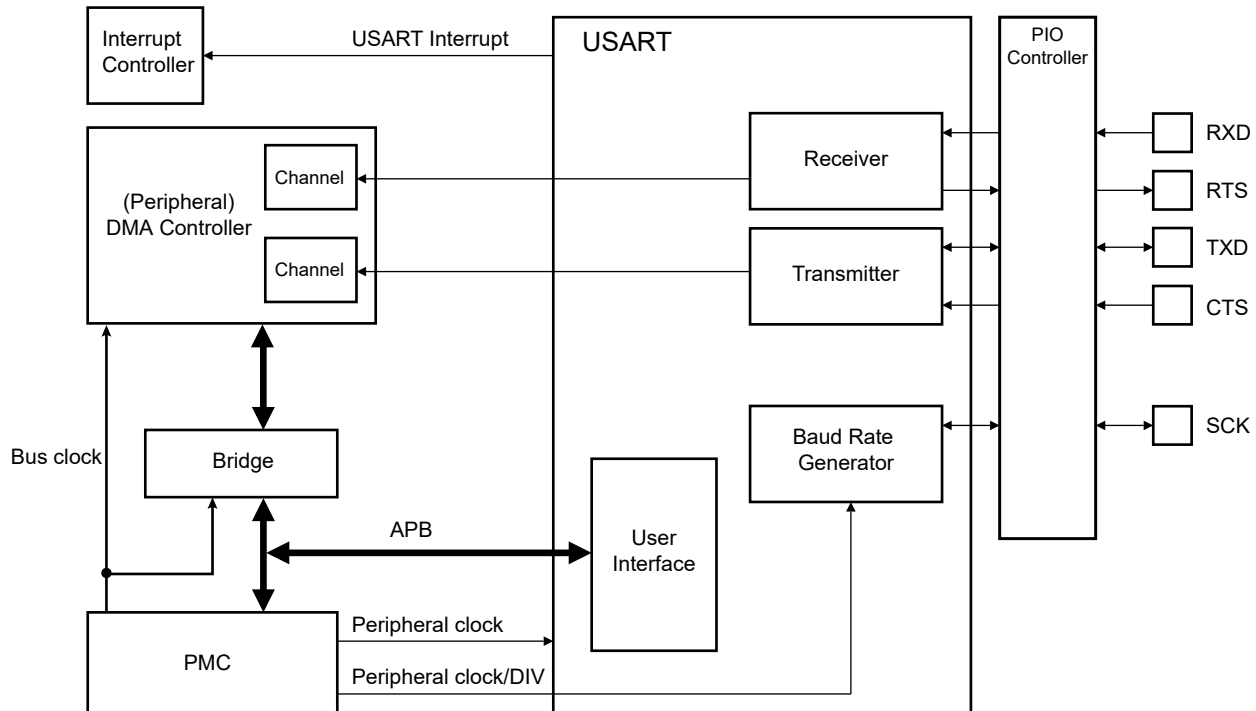 Interrupt
Controller
USART Interrupt
USART
PIO
Controller
(Peripheral)
DMA Controller
Channel
Channel
Receiver
Transmitter
RXD
RTS
TXD
CTS
SCK
Baud Rate
Generator
Bus clock
Bridge
APB
User
Interface
PMC
Peripheral clock
Peripheral clock/DIV